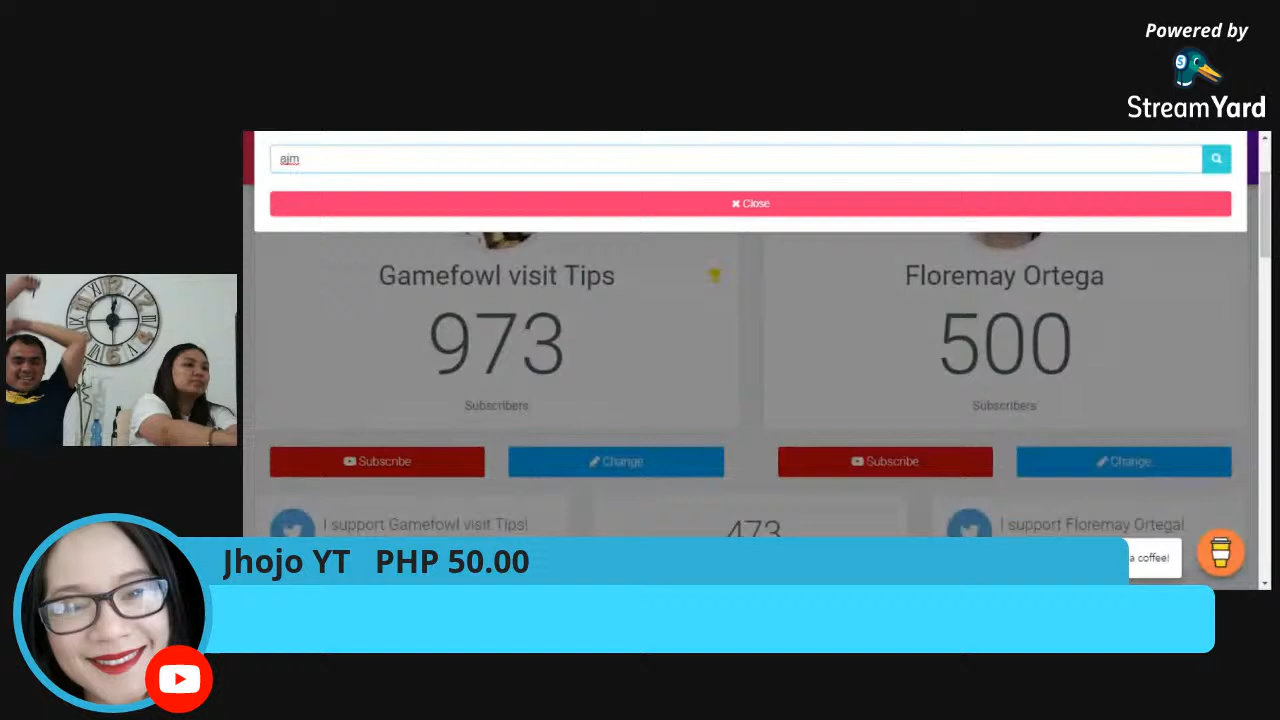 Powered by
StreamYard
ajm
Close
Gamefowl visit Tips
Floremay Ortega
973
500
Subscribers
Subscribers
Subscribe
Change
Subscribe
Change
I support Gamefowl visit Tips!
473
I support Floremay Ortega!
a coffee!
Jhojo YT PHP 50.00